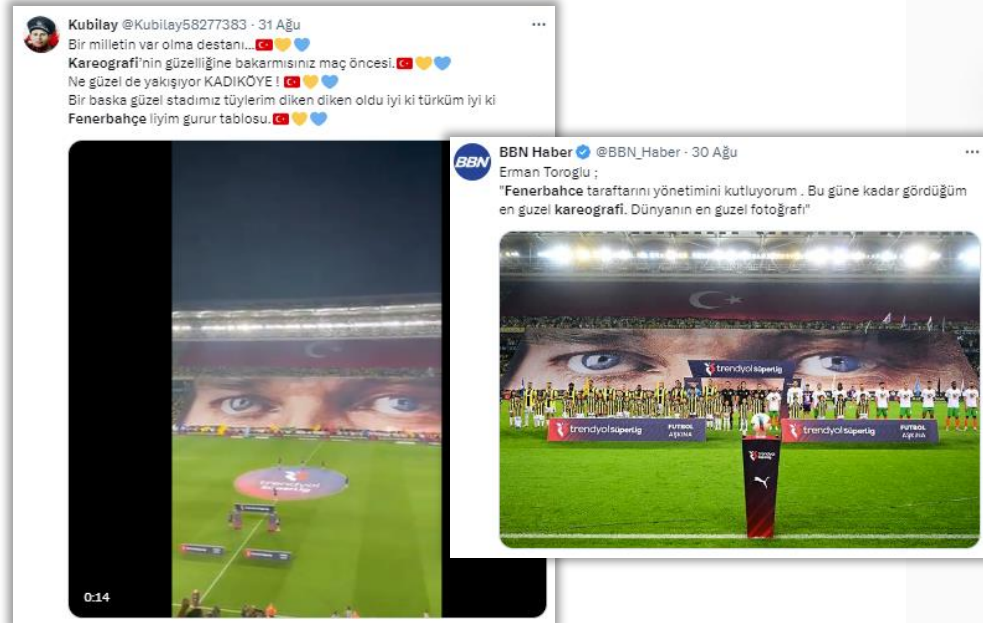 Kubilay @Kubilay58277383 · 31 Ağu
Bir milletin var olma destanı...
Kareografi'nin güzelliğine bakarmısınız maç öncesi.
Ne güzel de yakışıyor KADIKÖYE !
Bir baska güzel stadımız tüylerim diken diken oldu iyi ki türküm iyi ki
Fenerbahçe liyim gurur tablosu.
0:14
BBN
BBN Haber @BBN_Haber · 30 Ağu
Erman Toroglu ;
"Fenerbahce taraftarını yönetimini kutluyorum . Bu güne kadar gördüğüm
en guzel kareografi. Dünyanın en guzel fotoğrafı"
trendyol süperlig
trendyol süperlig
FUTBOL
AŞKINA
trendyol süperlig
FUTBOL
AŞKINA
trendyol
süperlig